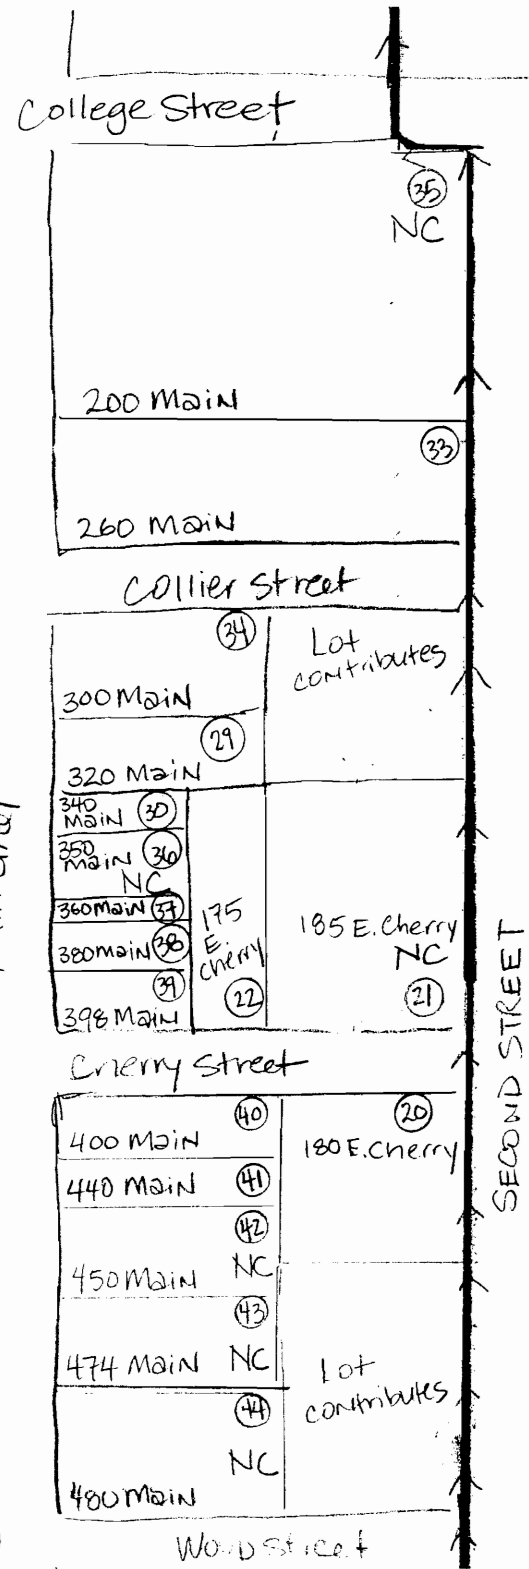 College Street
35
NC
200 Main
33
260 Main
Collier Street
34
Lot
contributes
300 Main
29
320 Main
340
Main 30
350
Main 36
NC
360 Main 37
380 Main 38
39
398 Main
175
E.
Cherry
22
185 E. Cherry
NC
21
SECOND STREET
Cherry Street
40
400 Main
20
180 E. Cherry
440 Main 41
42
450 Main NC
43
474 Main NC
Lot
contributes
44
NC
480 Main
Wood Street